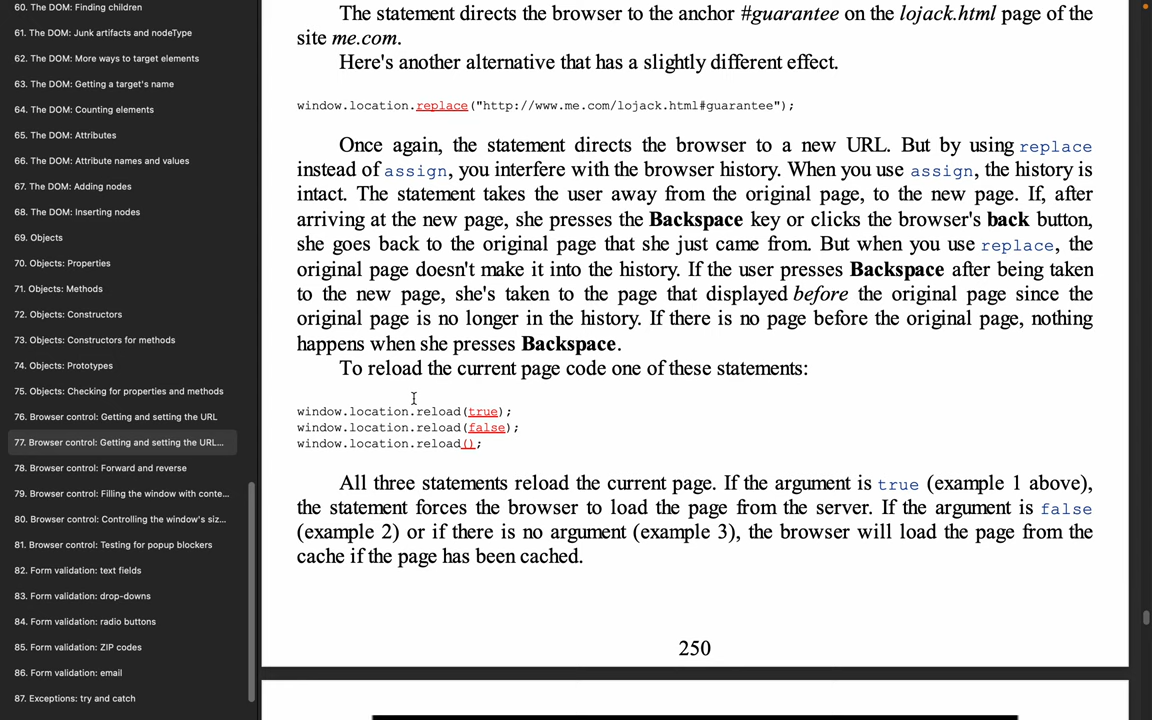 60. The DOM: Finding children
61. The DOM: Junk artifacts and nodeType
62. The DOM: More ways to target elements
63. The DOM: Getting a target's name
64. The DOM: Counting elements
65. The DOM: Attributes
66. The DOM: Attribute names and values
67. The DOM: Adding nodes
68. The DOM: Inserting nodes
69. Objects
70. Objects: Properties
71. Objects: Methods
72. Objects: Constructors
73. Objects: Constructors for methods
74. Objects: Prototypes
75. Objects: Checking for properties and methods
76. Browser control: Getting and setting the URL
77. Browser control: Getting and setting the URL...
78. Browser control: Forward and reverse
79. Browser control: Filling the window with conte...
80. Browser control: Controlling the window's siz...
81. Browser control: Testing for popup blockers
82. Form validation: text fields
83. Form validation: drop-downs
84. Form validation: radio buttons
85. Form validation: ZIP codes
86. Form validation: email
87. Exceptions: try and catch
The statement directs the browser to the anchor #guarantee on the lojack.html page of the
site me.com.
Here's another alternative that has a slightly different effect.
window.location.replace("http://www.me.com/lojack.html#guarantee");
Once again, the statement directs the browser to a new URL. But by using replace
instead of assign, you interfere with the browser history. When you use assign, the history is
intact. The statement takes the user away from the original page, to the new page. If, after
arriving at the new page, she presses the Backspace key or clicks the browser's back button,
she goes back to the original page that she just came from. But when you use replace, the
original page doesn't make it into the history. If the user presses Backspace after being taken
to the new page, she's taken to the page that displayed before the original page since the
original page is no longer in the history. If there is no page before the original page, nothing
happens when she presses Backspace.
To reload the current page code one of these statements:
window.location.reload(true);
window.location.reload(false);
window.location.reload();
All three statements reload the current page. If the argument is true (example 1 above),
the statement forces the browser to load the page from the server. If the argument is false
(example 2) or if there is no argument (example 3), the browser will load the page from the
cache if the page has been cached.
250